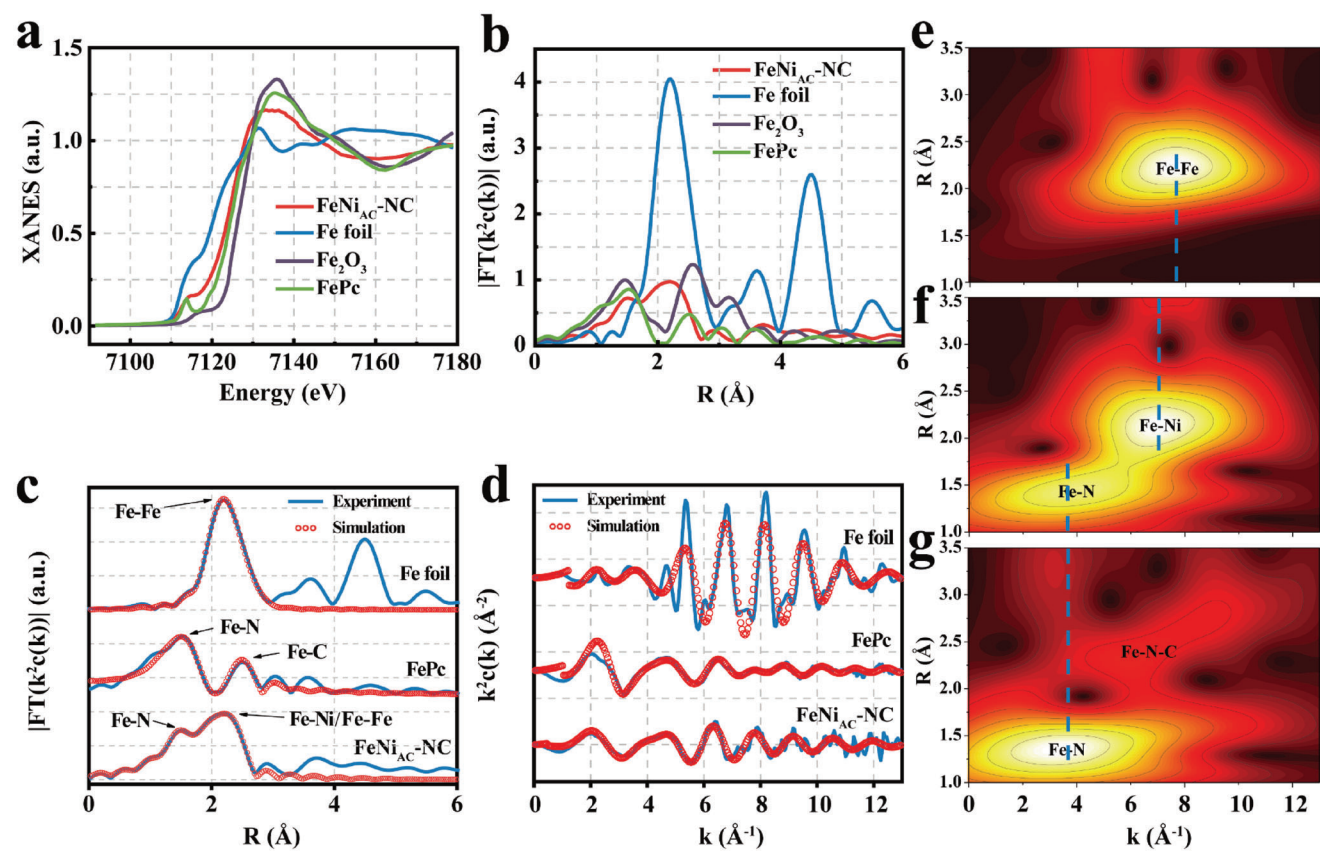 a
XANES (a.u.)
1.5
1.0
0.5
0.0
FeNiAC-NC
Fe foil
Fe2O3
FePc
7100
7120
7140
7160
7180
Energy (eV)
b
|FT(k²c(k))| (a.u.)
4
3
2
1
0
FeNiAC-NC
Fe foil
Fe2O3
FePc
0
1
2
3
4
5
6
R (Å)
c
|FT(k²c(k))| (a.u.)
Fe-Fe
Experiment
Simulation
Fe foil
Fe-N
Fe-C
FePc
Fe-N
Fe-Ni/Fe-Fe
FeNiAC-NC
0
2
4
6
R (Å)
d
k²c(k) (Å-²)
Experiment
Simulation
Fe foil
FePc
FeNiAC-NC
0
2
4
6
8
10
12
k (Å-¹)
e
R (Å)
3.5
3.0
2.5
2.0
1.5
1.0
Fe-Fe
f
R (Å)
3.5
3.0
2.5
2.0
1.5
1.0
Fe-Ni
Fe-N
g
R (Å)
3.5
3.0
2.5
2.0
1.5
1.0
Fe-N-C
Fe-N
0
2
4
6
8
10
12
k (Å-¹)